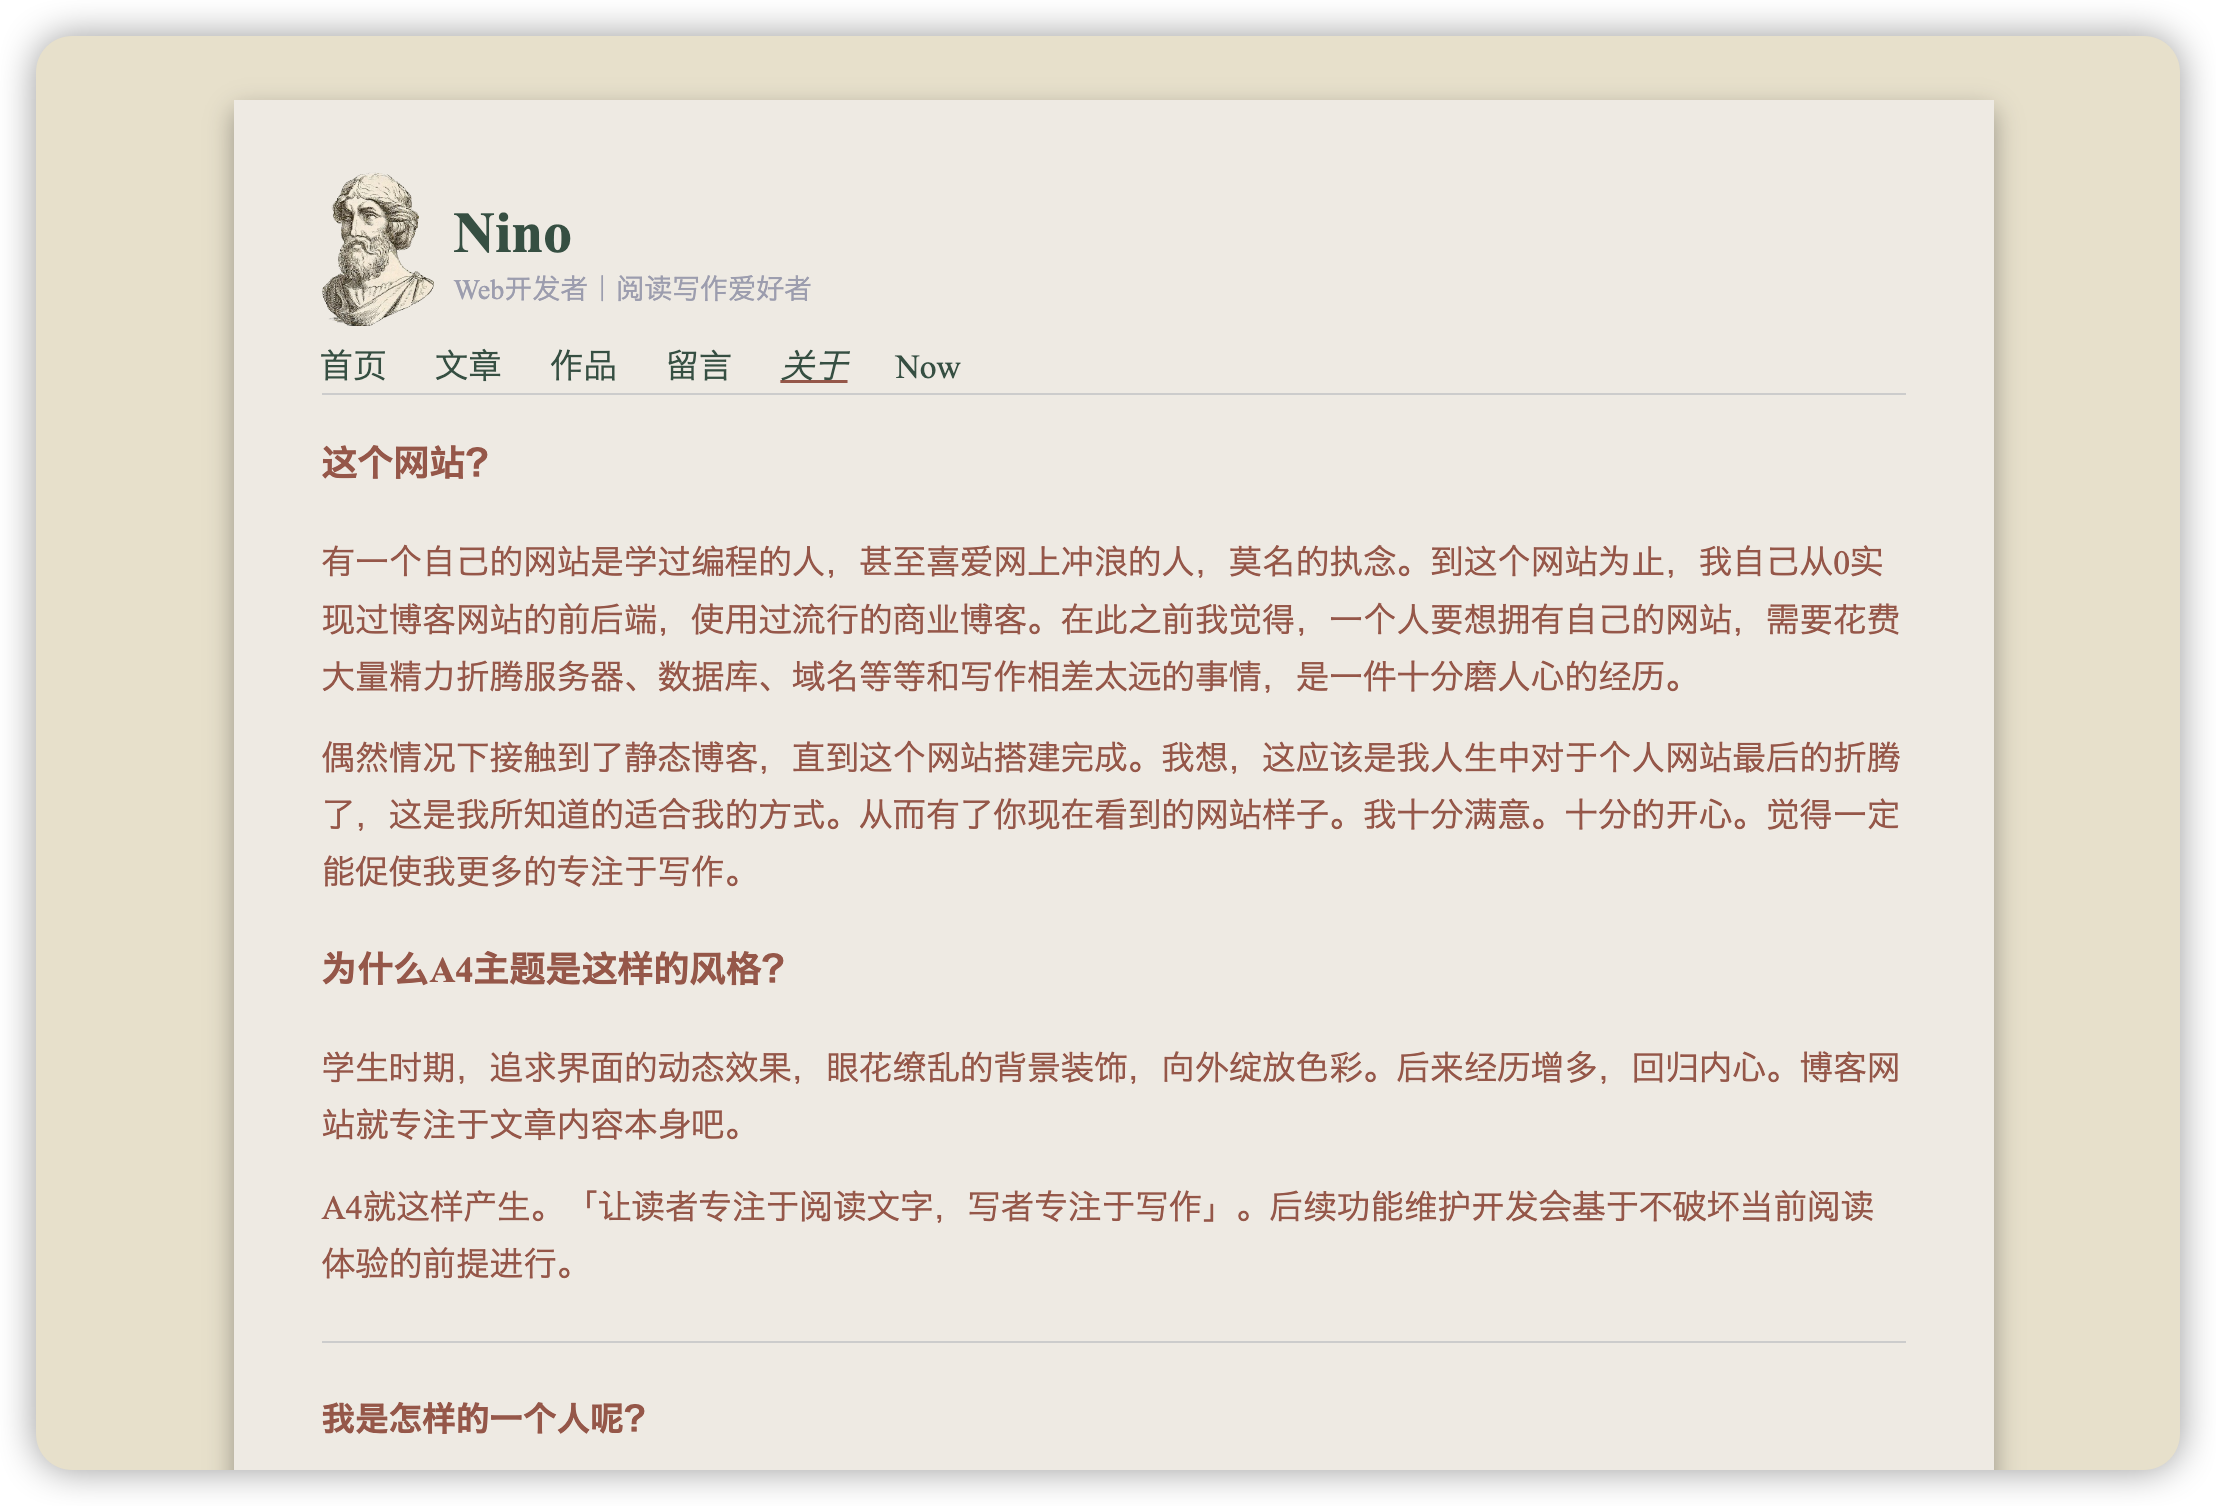 Nino
Web开发者｜阅读写作爱好者
首页 文章 作品 留言 关于 Now
这个网站？
有一个自己的网站是学过编程的人，甚至喜爱网上冲浪的人，莫名的执念。到这个网站为止，我自己从0实
现过博客网站的前后端，使用过流行的商业博客。在此之前我觉得，一个人要想拥有自己的网站，需要花费
大量精力折腾服务器、数据库、域名等等和写作相差太远的事情，是一件十分磨人心的经历。
偶然情况下接触到了静态博客，直到这个网站搭建完成。我想，这应该是我人生中对于个人网站最后的折腾
了，这是我所知道的适合我的方式。从而有了你现在看到的网站样子。我十分满意。十分的开心。觉得一定
能促使我更多的专注于写作。
为什么A4主题是这样的风格？
学生时期，追求界面的动态效果，眼花缭乱的背景装饰，向外绽放色彩。后来经历增多，回归内心。博客网
站就专注于文章内容本身吧。
A4就这样产生。「让读者专注于阅读文字，写者专注于写作」。后续功能维护开发会基于不破坏当前阅读
体验的前提进行。
我是怎样的一个人呢？